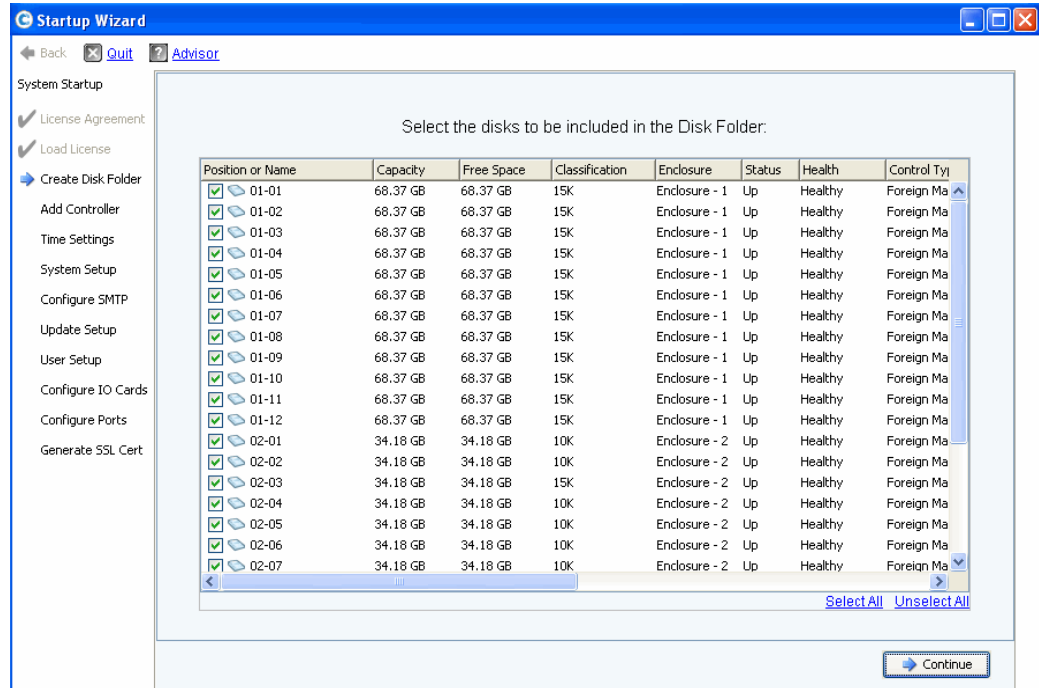 Startup Wizard
Back Quit ? Advisor
System Startup
License Agreement
Load License
Create Disk Folder
Add Controller
Time Settings
System Setup
Configure SMTP
Update Setup
User Setup
Configure IO Cards
Configure Ports
Generate SSL Cert
Select the disks to be included in the Disk Folder:
Position or Name Capacity Free Space Classification Enclosure Status Health Control Ty
01-01 68.37 GB 68.37 GB 15K Enclosure - 1 Up Healthy Foreign Ma
01-02 68.37 GB 68.37 GB 15K Enclosure - 1 Up Healthy Foreign Ma
01-03 68.37 GB 68.37 GB 15K Enclosure - 1 Up Healthy Foreign Ma
01-04 68.37 GB 68.37 GB 15K Enclosure - 1 Up Healthy Foreign Ma
01-05 68.37 GB 68.37 GB 15K Enclosure - 1 Up Healthy Foreign Ma
01-06 68.37 GB 68.37 GB 15K Enclosure - 1 Up Healthy Foreign Ma
01-07 68.37 GB 68.37 GB 15K Enclosure - 1 Up Healthy Foreign Ma
01-08 68.37 GB 68.37 GB 15K Enclosure - 1 Up Healthy Foreign Ma
01-09 68.37 GB 68.37 GB 15K Enclosure - 1 Up Healthy Foreign Ma
01-10 68.37 GB 68.37 GB 15K Enclosure - 1 Up Healthy Foreign Ma
01-11 68.37 GB 68.37 GB 15K Enclosure - 1 Up Healthy Foreign Ma
01-12 68.37 GB 68.37 GB 15K Enclosure - 1 Up Healthy Foreign Ma
02-01 34.18 GB 34.18 GB 10K Enclosure - 2 Up Healthy Foreign Ma
02-02 34.18 GB 34.18 GB 10K Enclosure - 2 Up Healthy Foreign Ma
02-03 34.18 GB 34.18 GB 15K Enclosure - 2 Up Healthy Foreign Ma
02-04 34.18 GB 34.18 GB 10K Enclosure - 2 Up Healthy Foreign Ma
02-05 34.18 GB 34.18 GB 10K Enclosure - 2 Up Healthy Foreign Ma
02-06 34.18 GB 34.18 GB 10K Enclosure - 2 Up Healthy Foreign Ma
02-07 34.18 GB 34.18 GB 10K Enclosure - 2 Up Healthy Foreign Ma
Select All Unselect All
Continue